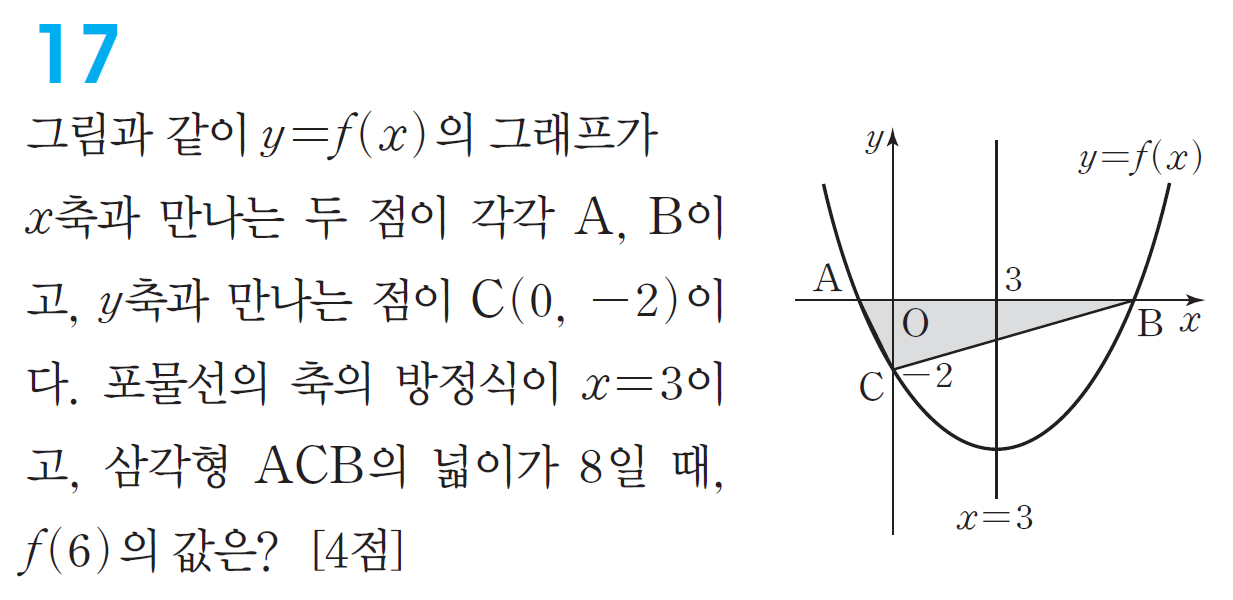 17
그림과 같이 y=f(x)의 그래프가
x축과 만나는 두 점이 각각 A, B이
고, y축과 만나는 점이 C(0, -2)이
다. 포물선의 축의 방정식이 x=3이
고, 삼각형 ACB의 넓이가 8일 때,
f(6)의 값은? [4점]
y
y=f(x)
A
3
O
B x
C
-2
x=3